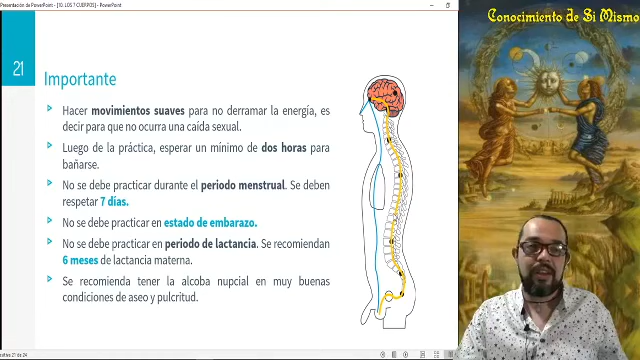 Presentación de PowerPoint - [10. LOS 7 CUERPOS] - PowerPoint
Conocimiento de Si Mismo
21
Importante
Hacer movimientos suaves para no derramar la energía, es
decir para que no ocurra una caída sexual.
Luego de la práctica, esperar un mínimo de dos horas para
bañarse.
No se debe practicar durante el periodo menstrual. Se deben
respetar 7 días.
No se debe practicar en estado de embarazo.
No se debe practicar en periodo de lactancia. Se recomiendan
6 meses de lactancia materna.
Se recomienda tener la alcoba nupcial en muy buenas
condiciones de aseo y pulcritud.
21 de 24